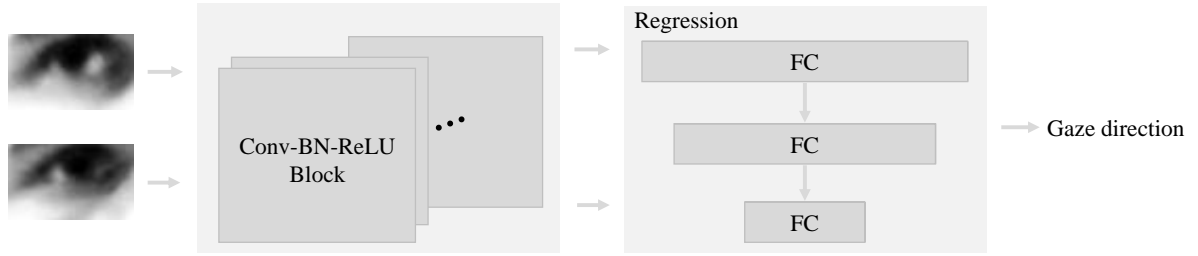 Regression
FC
Conv-BN-ReLU
Block
FC
FC
Gaze direction